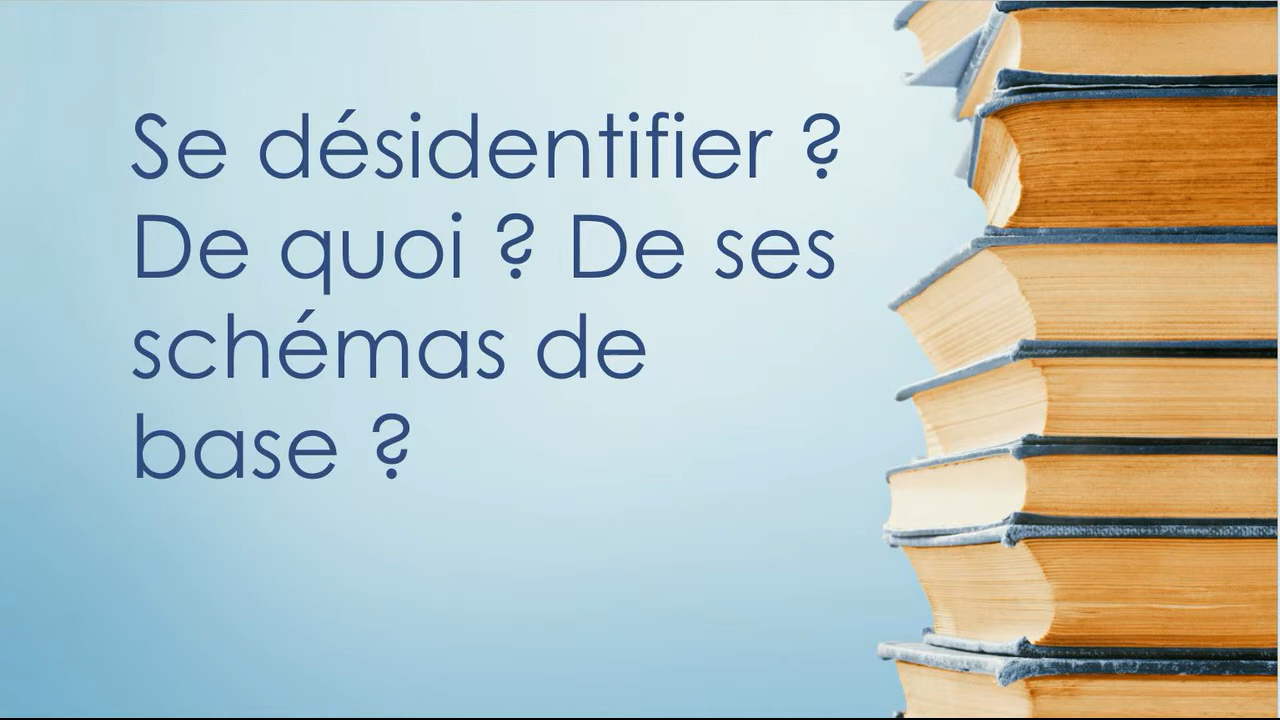 Se désidentifier ?
De quoi ? De ses
schémas de
base ?